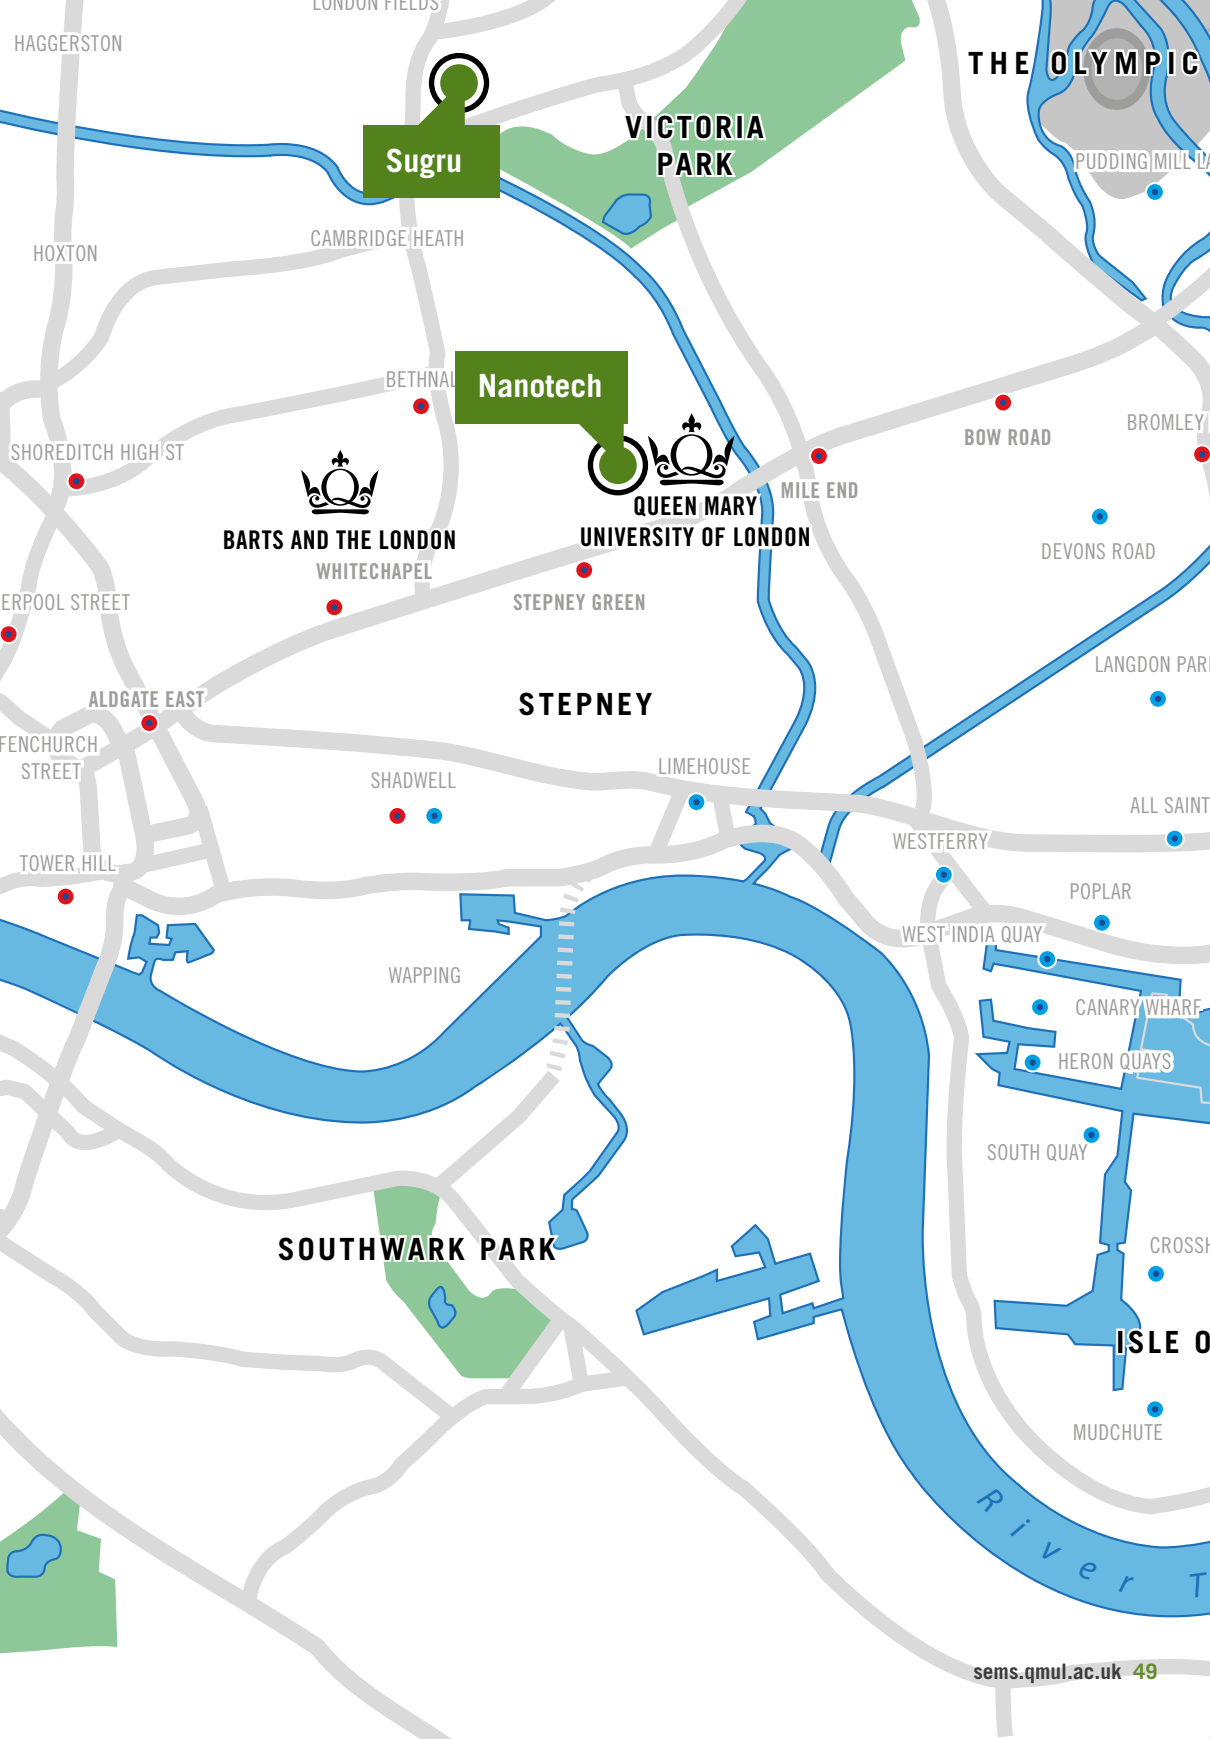 LONDON FIELDS
HAGGERSTON
THE OLYMPIC
VICTORIA
PARK
Sugru
PUDDING MILL LA
CAMBRIDGE HEATH
HOXTON
BETHNAL
Nanotech
BROMLEY
BOW ROAD
SHOREDITCH HIGH ST
MILE END
QUEEN MARY
UNIVERSITY OF LONDON
BARTS AND THE LONDON
WHITECHAPEL
DEVONS ROAD
ERPOOL STREET
STEPNEY GREEN
LANGDON PAR
ALDGATE EAST
STEPNEY
FENCHURCH
STREET
LIMEHOUSE
SHADWELL
ALL SAINT
WESTFERRY
TOWER HILL
POPLAR
WEST INDIA QUAY
WAPPING
CANARY WHARF
HERON QUAYS
SOUTH QUAY
SOUTHWARK PARK
CROSSH
ISLE O
MUDCHUTE
River T
sems.qmul.ac.uk 49